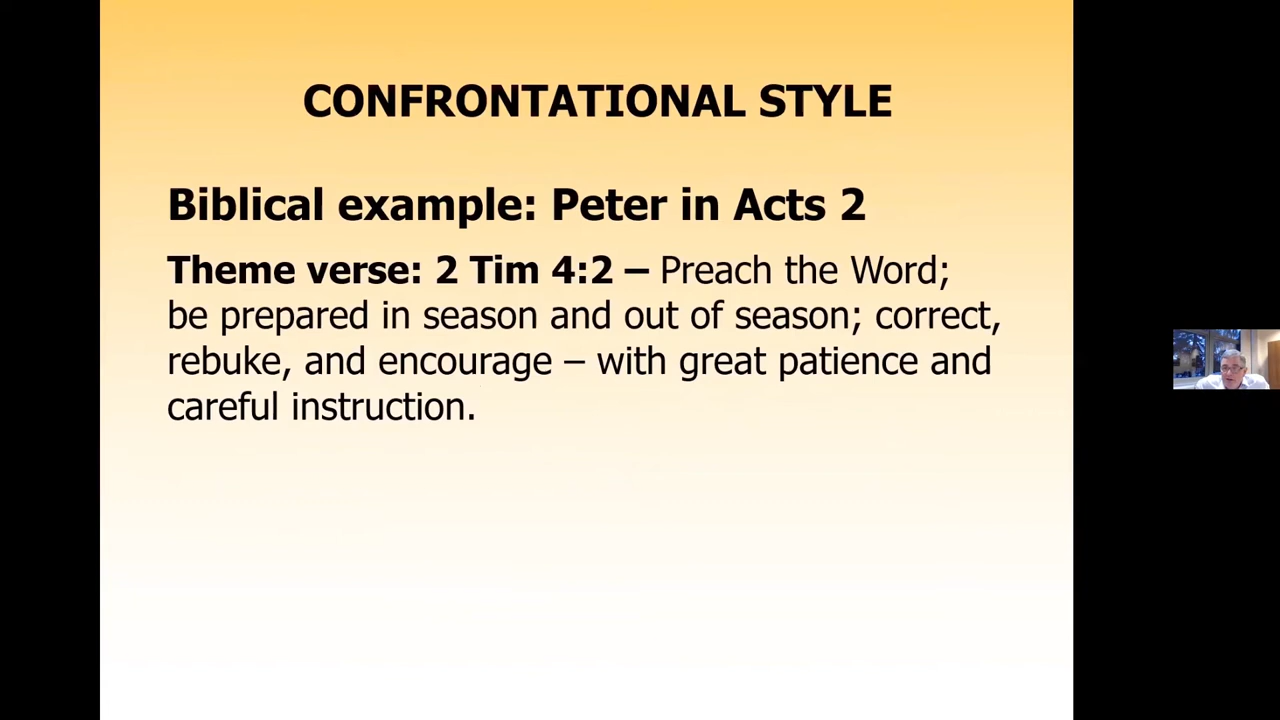 CONFRONTATIONAL STYLE
Biblical example: Peter in Acts 2
Theme verse: 2 Tim 4:2 – Preach the Word;
be prepared in season and out of season; correct,
rebuke, and encourage – with great patience and
careful instruction.